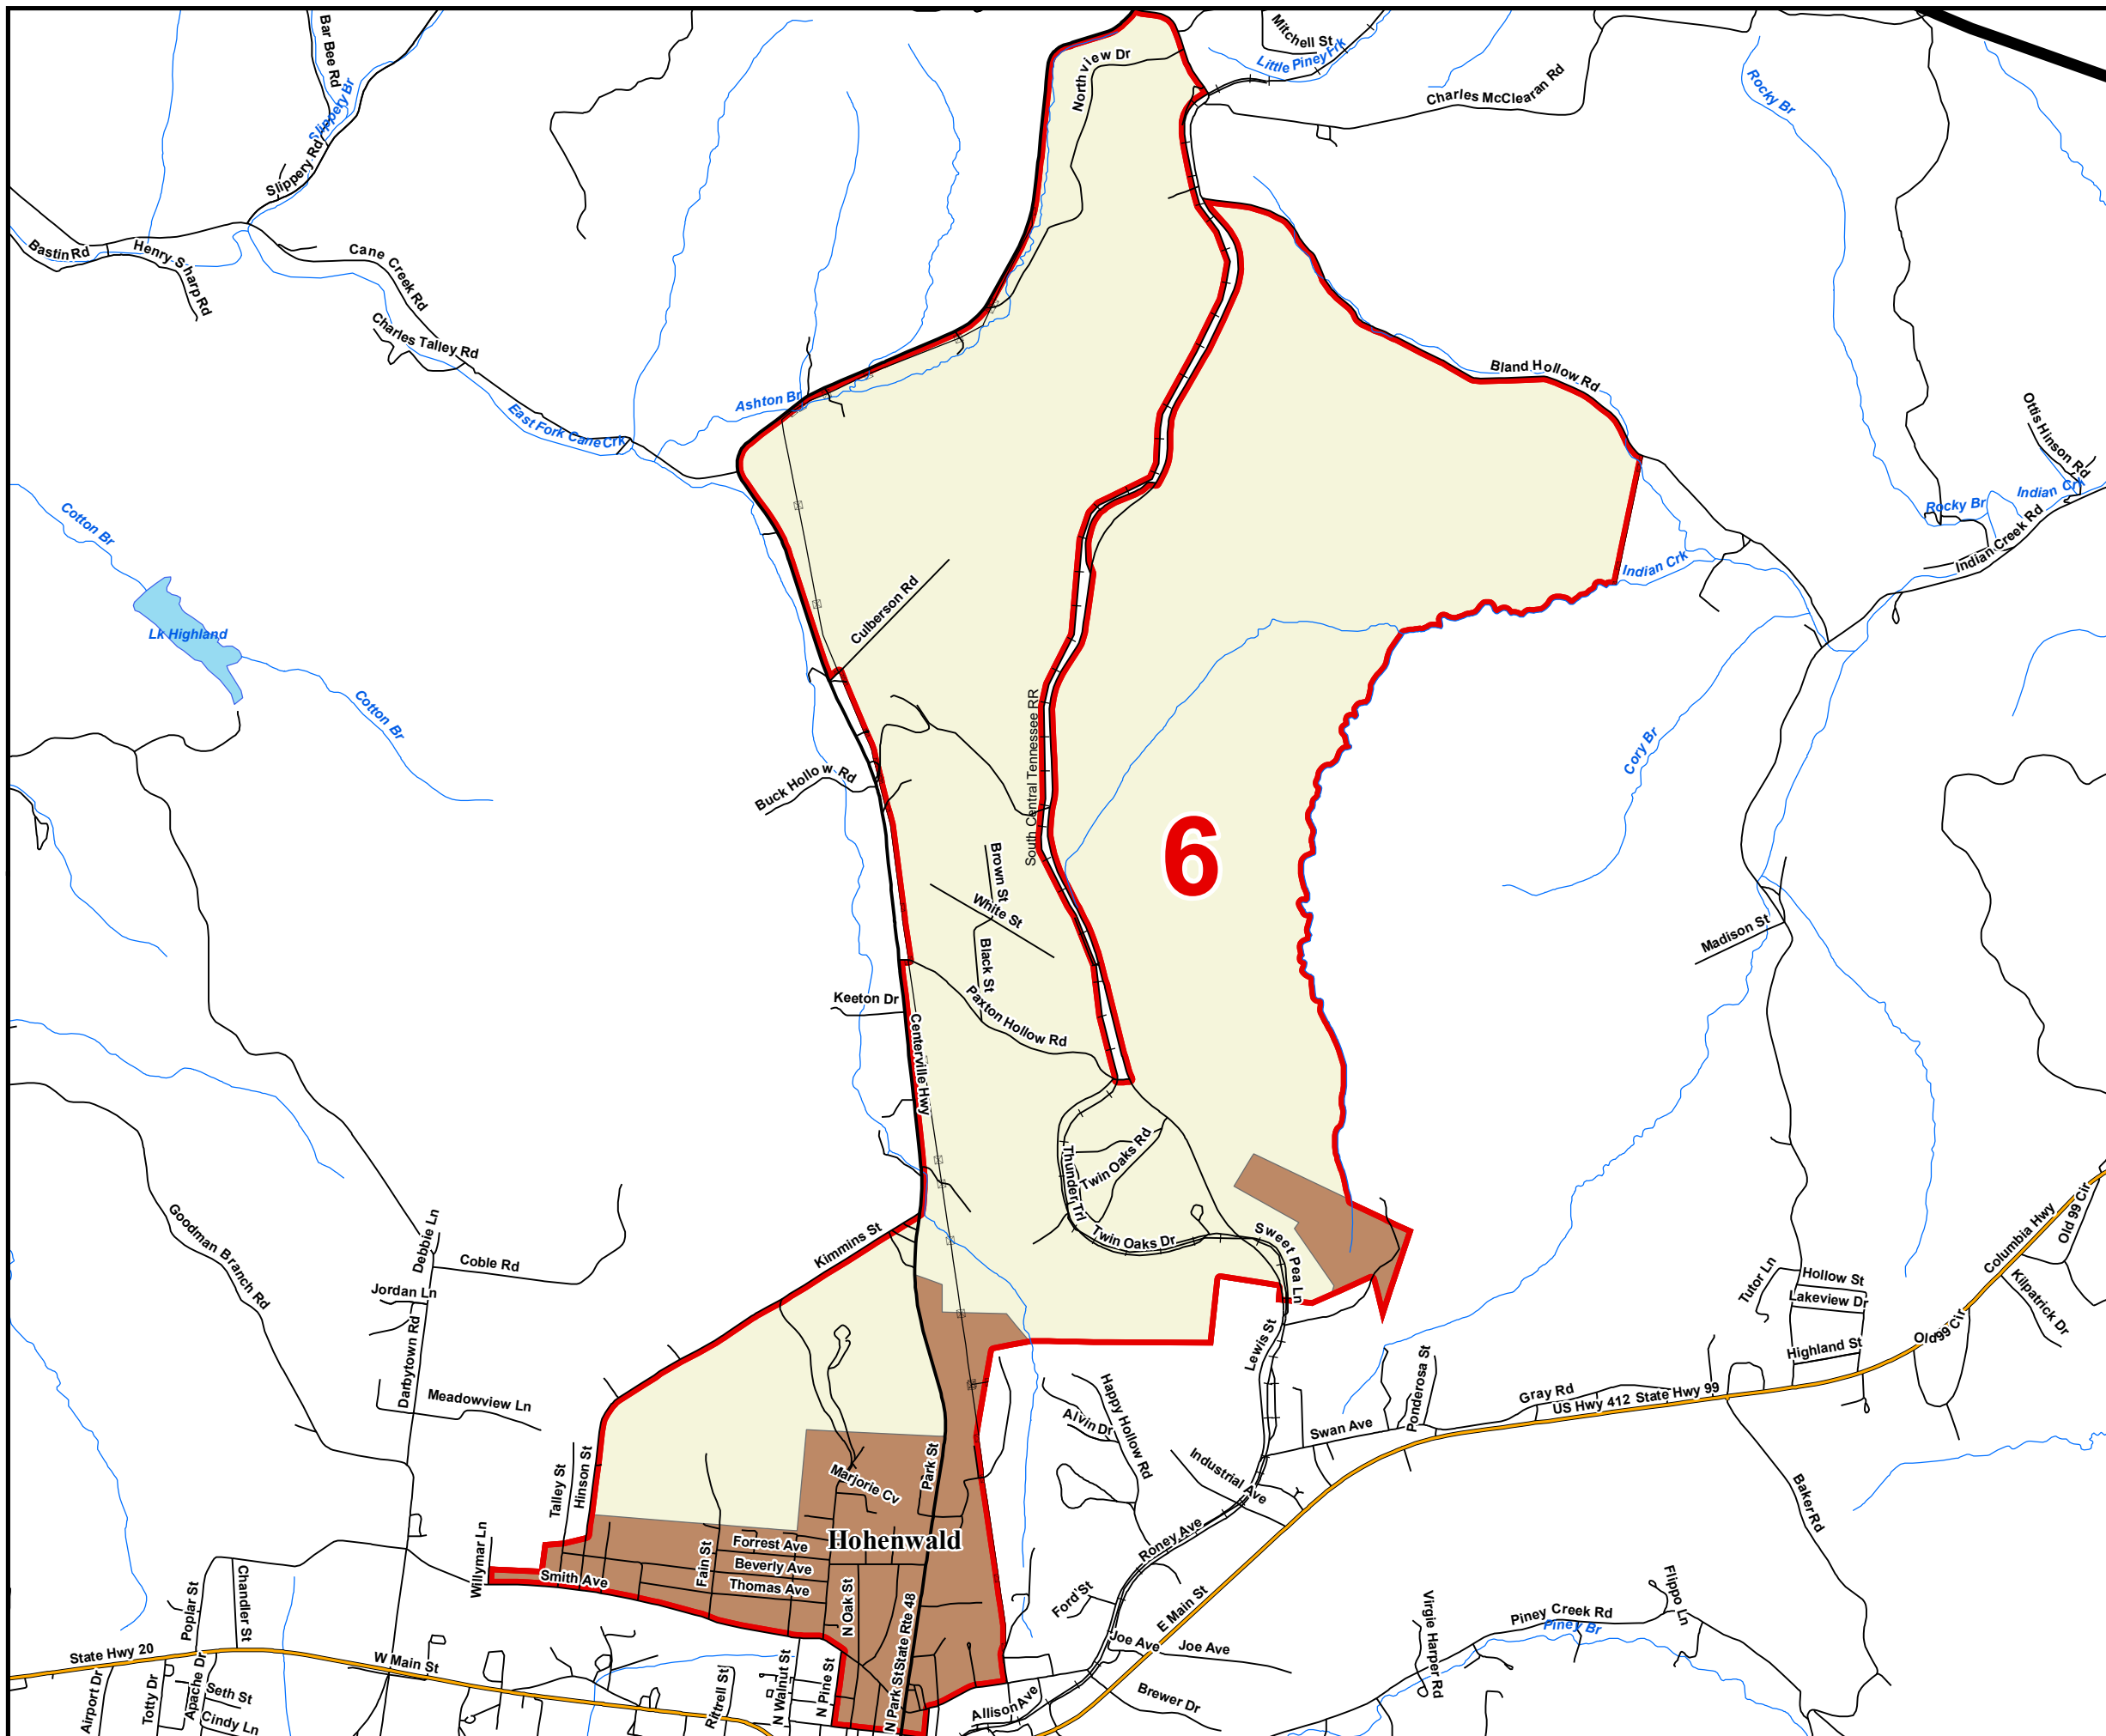 Bar Bee Rd
Slippery Br
Slippery Rd
Mitchell St
Little Piney Frk
Northview Dr
Charles McClearan Rd
Rocky Br
Bastin Rd
Henry Sharp Rd
Cane Creek Rd
Charles Talley Rd
East Fork Cane Crk
Ashton Br
Bland Hollow Rd
Ottis Hinson Rd
Rocky Br
Indian Crk
Indian Creek Rd
Cotton Br
Indian Crk
Lk Highland
Culberson Rd
Cotton Br
South Central Tennessee RR
Cory Br
Buck Hollow Rd
6
Brown St
White St
Black St
Madison St
Keeton Dr
Paxton Hollow Rd
Centerville Hwy
Thunder Trl
Twin Oaks Rd
Twin Oaks Dr
Sweet Pea Ln
Goodman Branch Rd
Debbie Ln
Coble Rd
Jordan Ln
Kimmins St
Columbia Hwy
Old 99 Cir
Tutor Ln
Hollow St
Lakeview Dr
Kilpatrick Dr
Highland St
Old 99 Cir
Darbytown Rd
Meadowview Ln
Lewis St
Happy Hollow Rd
Alvin Dr
Ponderosa St
Gray Rd
US Hwy 412 State Hwy 99
Swan Ave
Industrial Ave
Talley St
Hinson St
Marjorie Cv
Park St
Baker Rd
Hohenwald
Forrest Ave
Beverly Ave
Thomas Ave
Fain St
Smith Ave
Willymar Ln
Roney Ave
Ford St
E Main St
Poplar St
Chandler St
N Oak St
State Rte 48
N Park St
Joe Ave
Joe Ave
Virgie Harper Rd
Piney Creek Rd
Piney Br
Flippo Ln
State Hwy 20
W Main St
Airport Dr
Totty Dr
Apache Dr
Seth St
Cindy Ln
Rittrell St
N Walnut St
N Pine St
Allison Ave
Brewer Dr